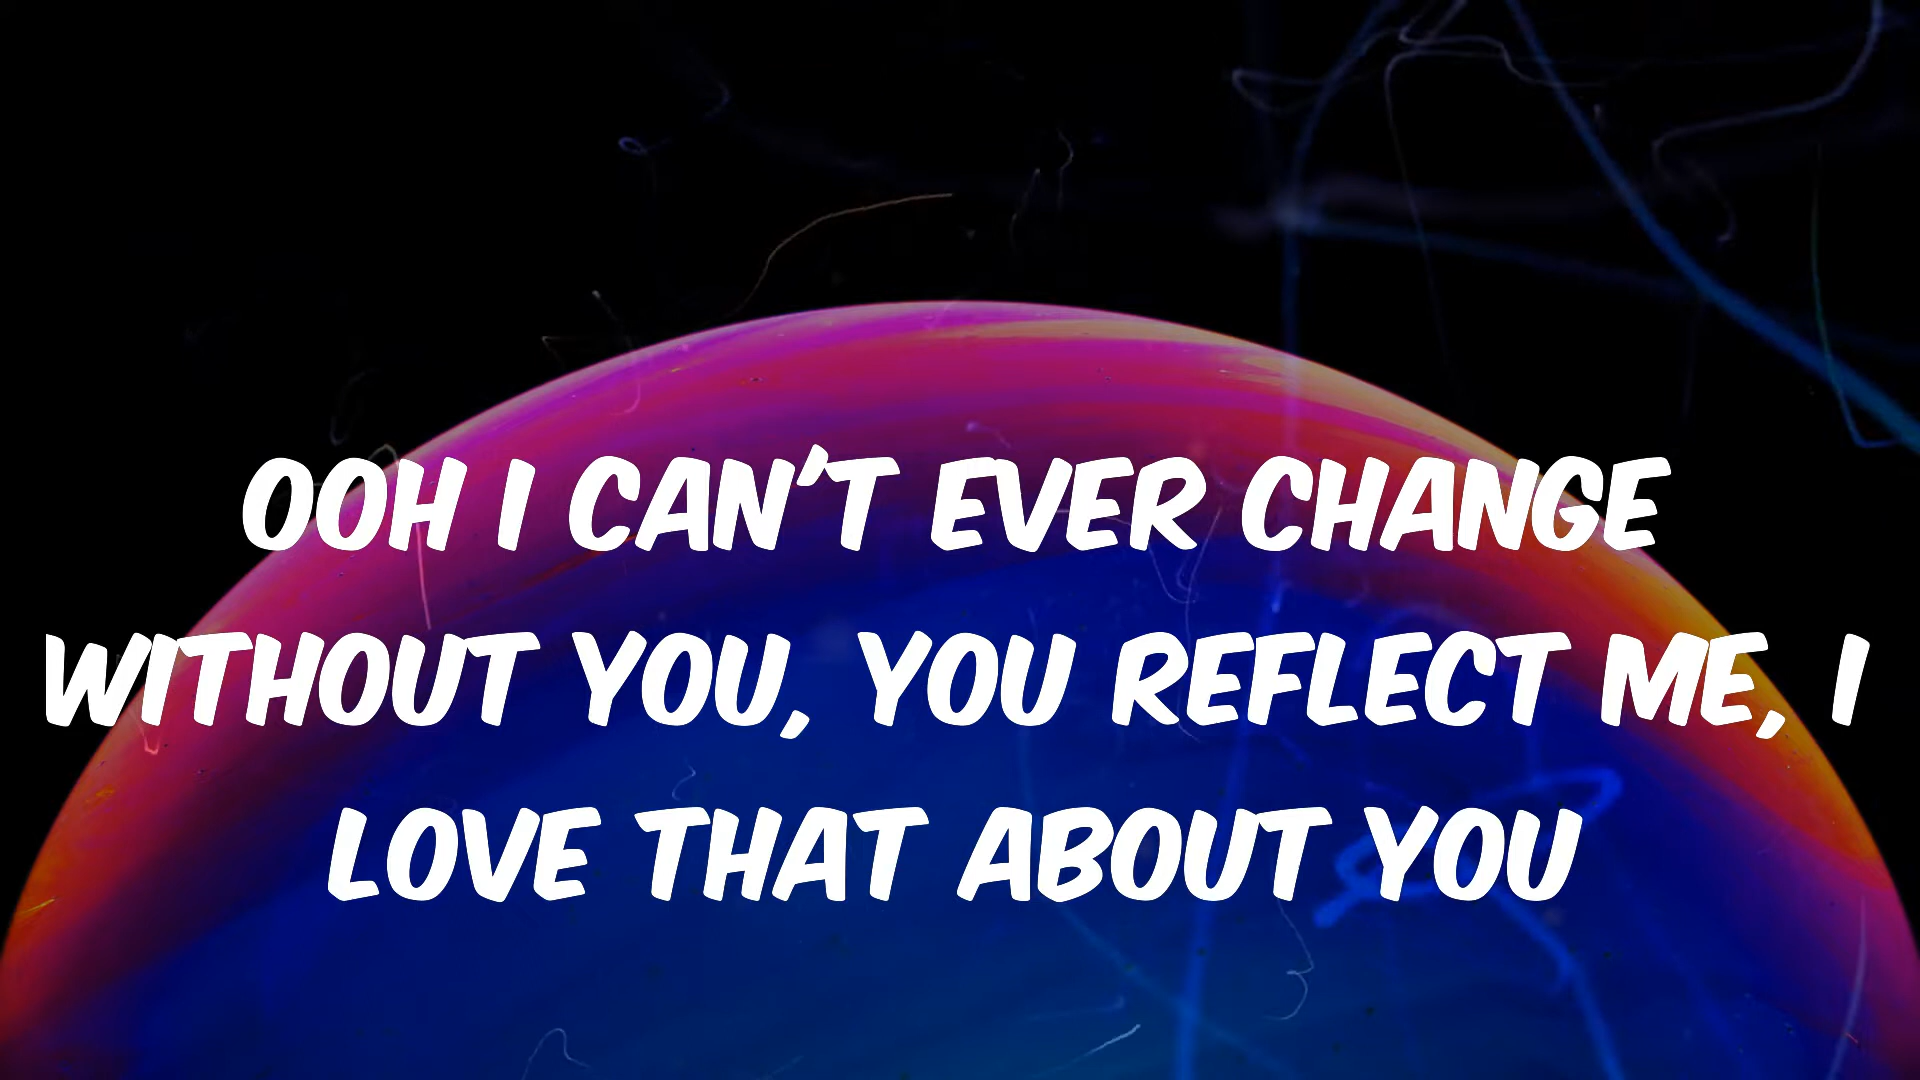 OOH I CAN'T EVER CHANGE
WITHOUT YOU, YOU REFLECT ME, I
LOVE THAT ABOUT YOU